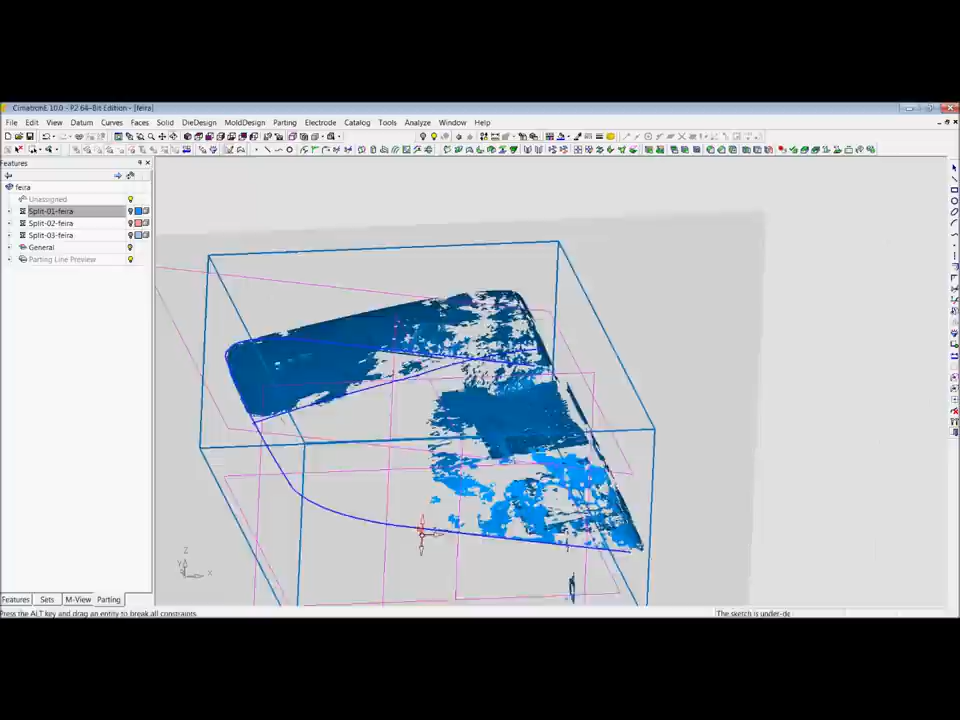 CimatronE 10.0 - P2 64-Bit Edition - [feira]
File Edit View Datum Curves Faces Solid DieDesign MoldDesign Parting Electrode Catalog Tools Analyze Window Help
Features
feira
Unassigned
Split-01-feira
Split-02-feira
Split-03-feira
General
Parting Line Preview
Z
Y
X
Features Sets M-View Parting
Press the ALT key and drag an entity to break all constraints.
The sketch is under-de